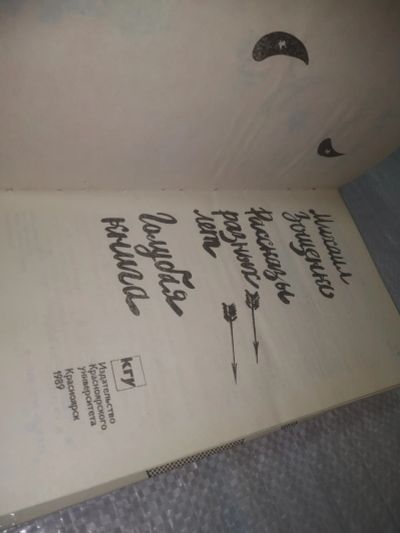 Михаил
Зощенко
Рассказы
разных
лет
Голубая
книга
КГУ
Издательство
Красноярского
университета
Красноярск
1989